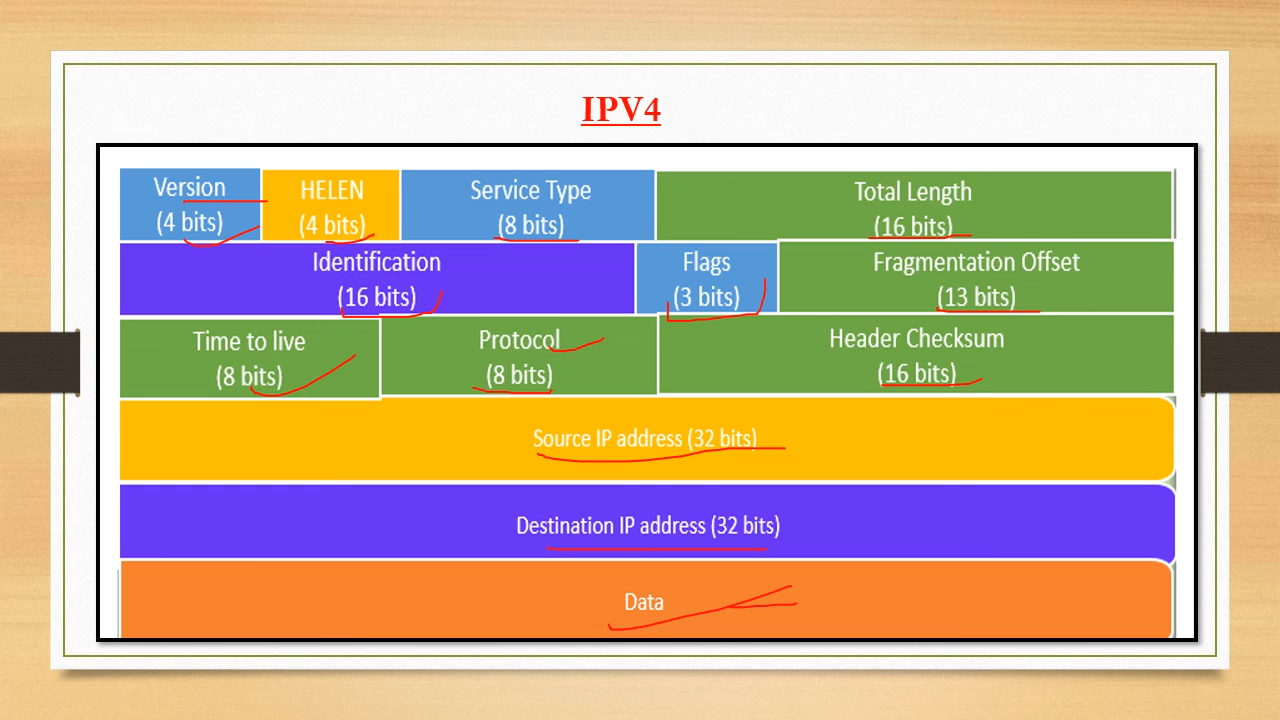 IPV4
Version
(4 bits)
HELEN
(4 bits)
Service Type
(8 bits)
Total Length
(16 bits)
Identification
(16 bits)
Flags
(3 bits)
Fragmentation Offset
(13 bits)
Time to live
(8 bits)
Protocol
(8 bits)
Header Checksum
(16 bits)
Source IP address (32 bits)
Destination IP address (32 bits)
Data